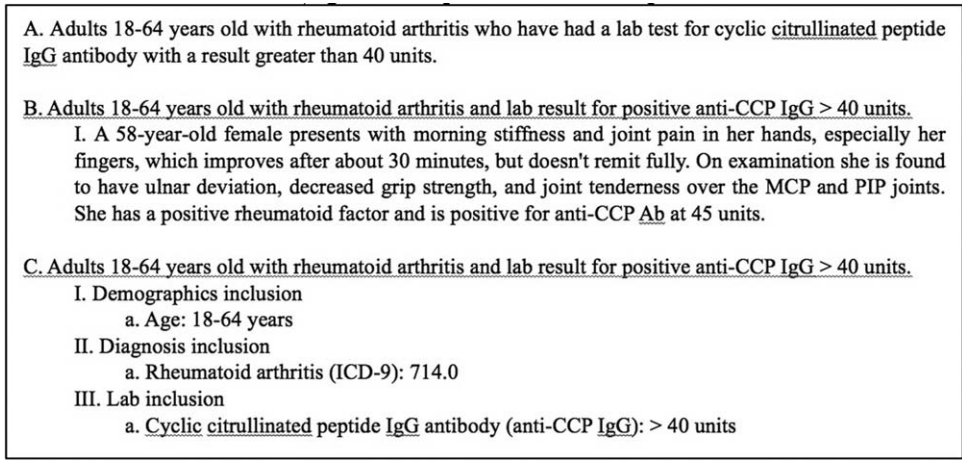 A. Adults 18-64 years old with rheumatoid arthritis who have had a lab test for cyclic citrullinated peptide
IgG antibody with a result greater than 40 units.
B. Adults 18-64 years old with rheumatoid arthritis and lab result for positive anti-CCP IgG > 40 units.
I. A 58-year-old female presents with morning stiffness and joint pain in her hands, especially her
fingers, which improves after about 30 minutes, but doesn't remit fully. On examination she is found
to have ulnar deviation, decreased grip strength, and joint tenderness over the MCP and PIP joints.
She has a positive rheumatoid factor and is positive for anti-CCP Ab at 45 units.
C. Adults 18-64 years old with rheumatoid arthritis and lab result for positive anti-CCP IgG > 40 units.
I. Demographics inclusion
a. Age: 18-64 years
II. Diagnosis inclusion
a. Rheumatoid arthritis (ICD-9): 714.0
III. Lab inclusion
a. Cyclic citrullinated peptide IgG antibody (anti-CCP IgG): > 40 units